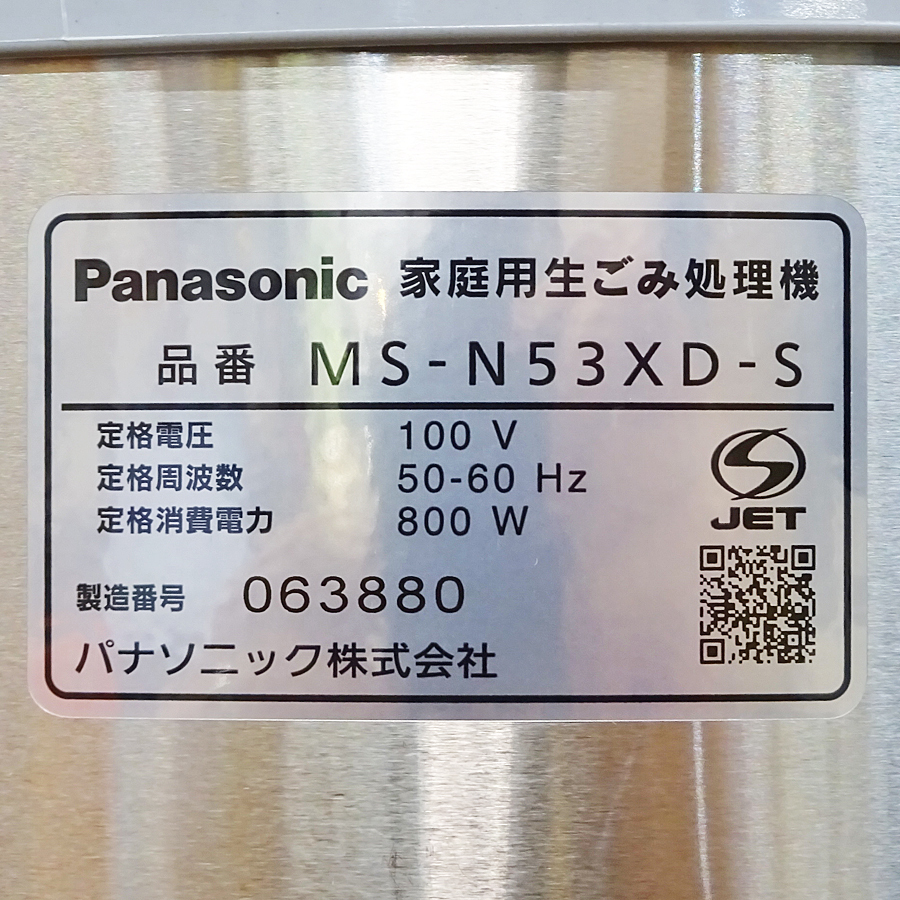 Panasonic 家庭用生ごみ処理機
品番 MS-N53XD-S
定格電圧 100 V
定格周波数 50-60 Hz
定格消費電力 800 W
JET
製造番号 063880
パナソニック株式会社